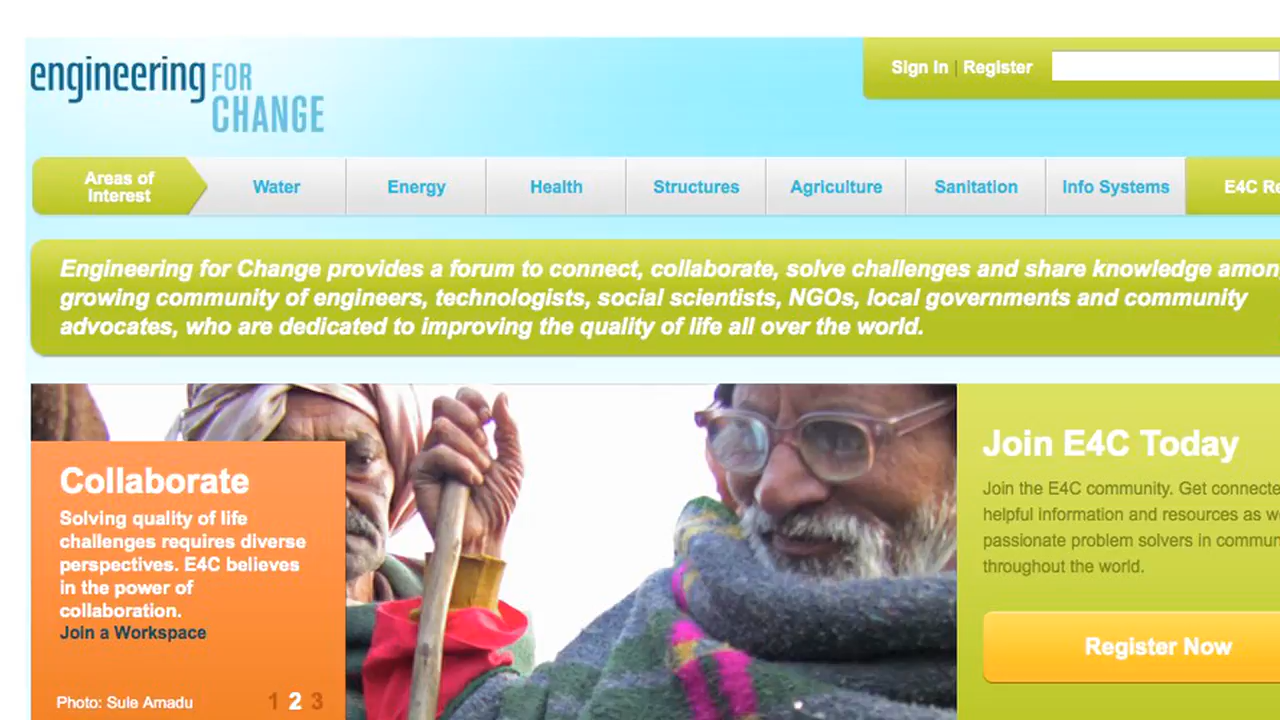 engineering FOR
CHANGE
Sign In | Register
Areas of
Interest
Water
Energy
Health
Structures
Agriculture
Sanitation
Info Systems
E4C Re
Engineering for Change provides a forum to connect, collaborate, solve challenges and share knowledge amon
growing community of engineers, technologists, social scientists, NGOs, local governments and community
advocates, who are dedicated to improving the quality of life all over the world.
Collaborate
Solving quality of life
challenges requires diverse
perspectives. E4C believes
in the power of
collaboration.
Join a Workspace
Photo: Sule Amadu
1 2 3
Join E4C Today
Join the E4C community. Get connecte
helpful information and resources as w
passionate problem solvers in commun
throughout the world.
Register Now